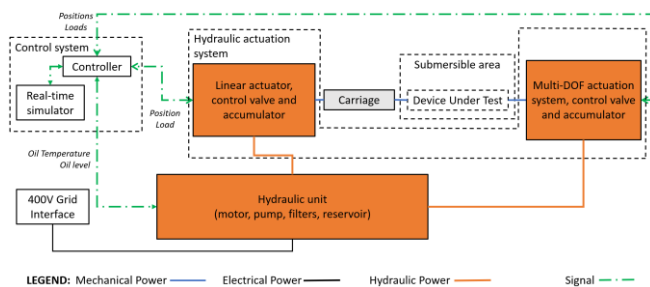 Positions
Loads
Control system
Controller
Real-time
simulator
Position
Load
Hydraulic actuation
system
Linear actuator,
control valve and
accumulator
Carriage
Submersible area
Device Under Test
Multi-DOF actuation
system, control valve
and accumulator
Oil Temperature
Oil level
400V Grid
Interface
Hydraulic unit
(motor, pump, filters, reservoir)
LEGEND: Mechanical Power Electrical Power Hydraulic Power Signal